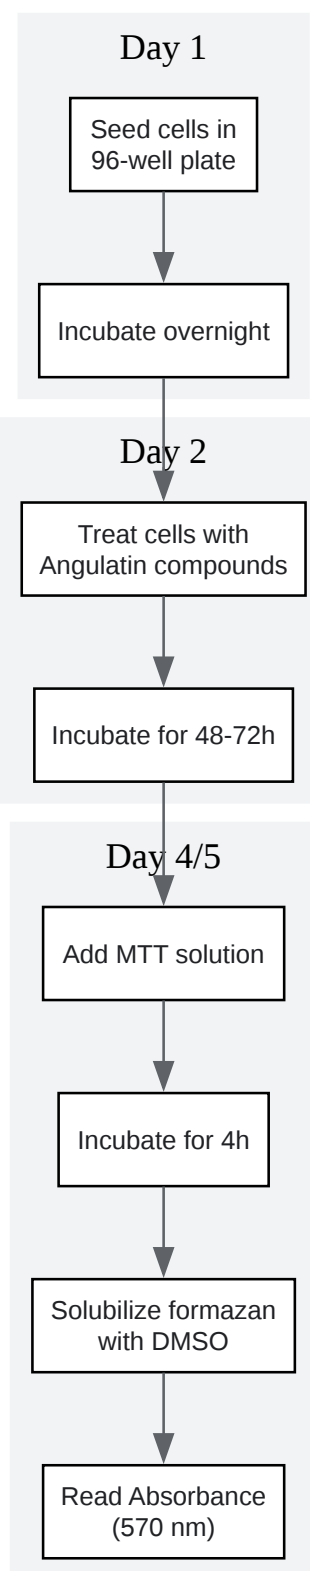 Day 1
Seed cells in
96-well plate
Incubate overnight
Day 2
Treat cells with
Angulatin compounds
Incubate for 48-72h
Day 4/5
Add MTT solution
Incubate for 4h
Solubilize formazan
with DMSO
Read Absorbance
(570 nm)